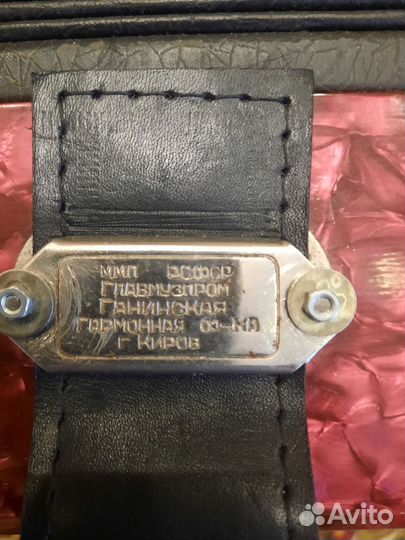 ММП РСФСР
ГЛАВМУЗПРОМ
ГАНИНСКАЯ
ГАРМОННАЯ Ф-КА
Г. КИРОВ
Avito